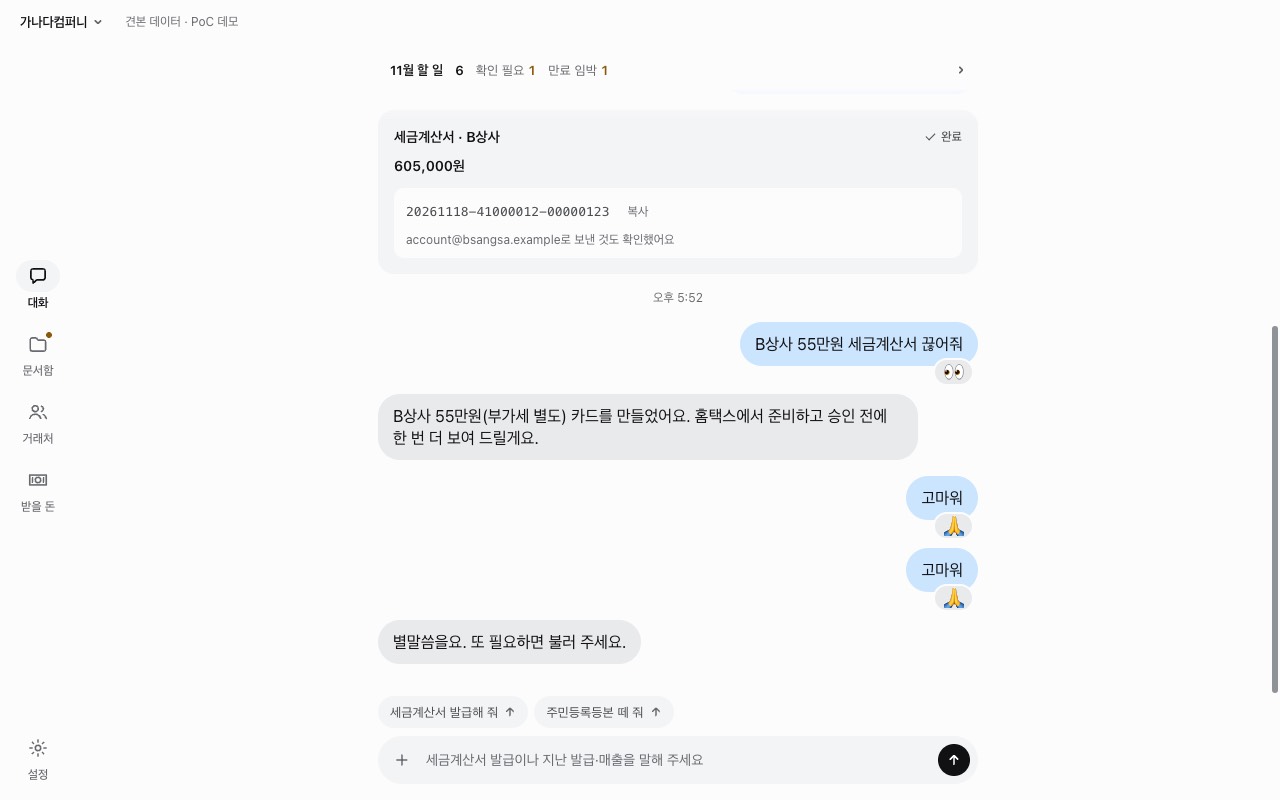 가나다컴퍼니
견본 데이터 · PoC 데모
11월 할 일 6 확인 필요 1 만료 임박 1
세금계산서 · B상사
완료
605,000원
20261118-41000012-00000123 복사
account@bsangsa.example로 보낸 것도 확인했어요
오후 5:52
B상사 55만원 세금계산서 끊어줘
B상사 55만원(부가세 별도) 카드를 만들었어요. 홈택스에서 준비하고 승인 전에
한 번 더 보여 드릴게요.
고마워
고마워
별말씀을요. 또 필요하면 불러 주세요.
세금계산서 발급해 줘
주민등록등본 떼 줘
세금계산서 발급이나 지난 발급·매출을 말해 주세요
대화
문서함
거래처
받을 돈
설정